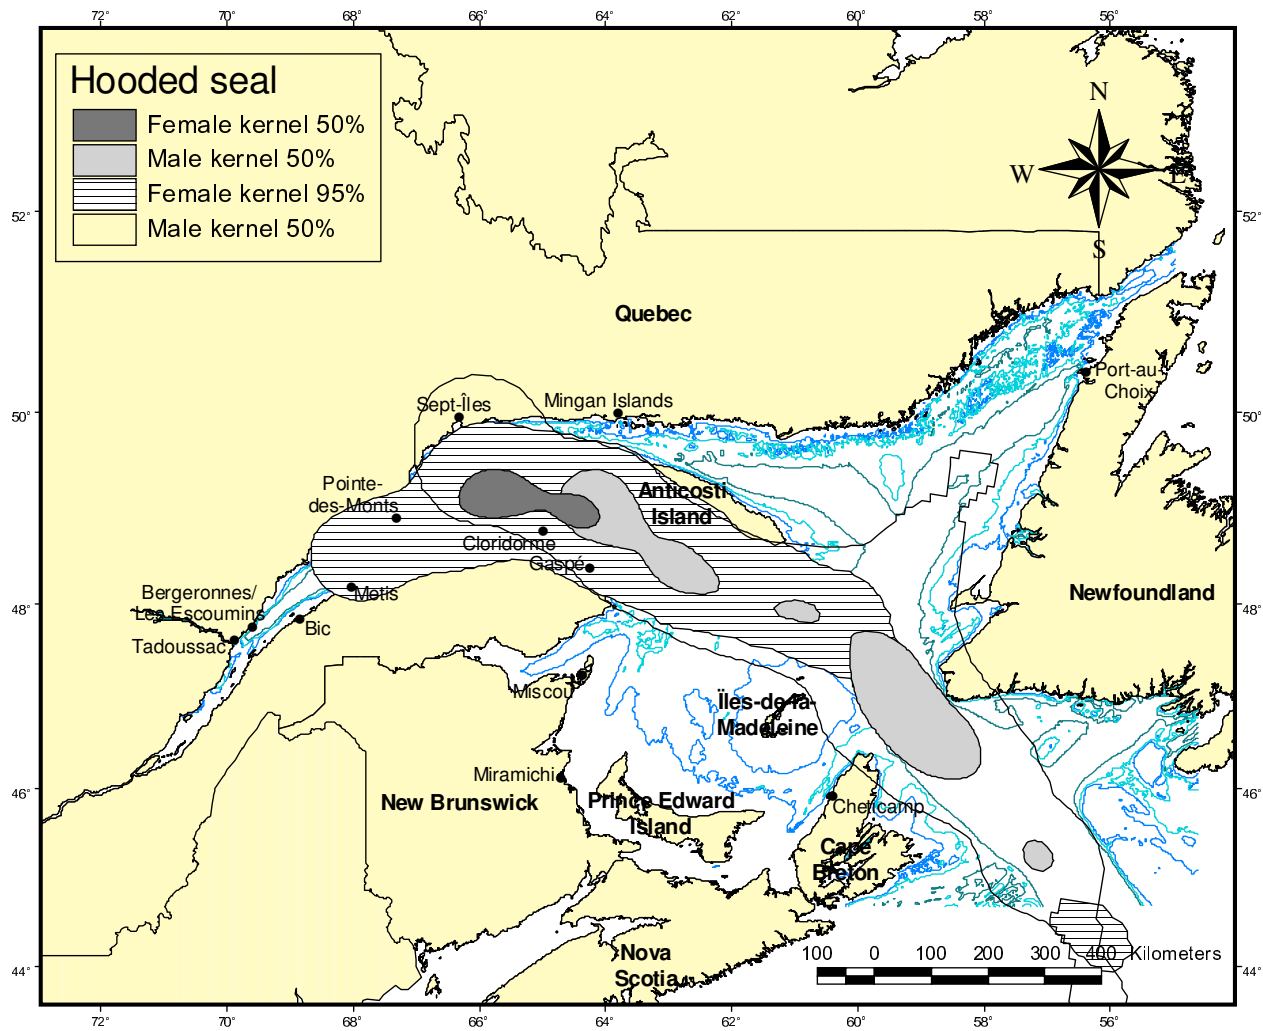 72° 70° 68° 66° 64° 62° 60° 58° 56°
Hooded seal
Female kernel 50%
Male kernel 50%
Female kernel 95%
Male kernel 50%
N
W E
S
52° 52°
Quebec
Port-au-
Choix
Sept-Îles
Mingan Islands
50° 50°
Pointe-
des-Monts
Anticosti
Island
Cloridorme
Gaspé
Bergeronnes/
Les Escoumins
Metis
Newfoundland
48° 48°
Bic
Tadoussac
Miscou
Ïles-de-la-
Madeleine
Miramichi
46° 46°
New Brunswick
Prince Edward
Island
Cheticamp
Cape
Breton
Nova
Scotia
100 0 100 200 300 400 Kilometers
44° 44°
72° 70° 68° 66° 64° 62° 60° 58° 56°